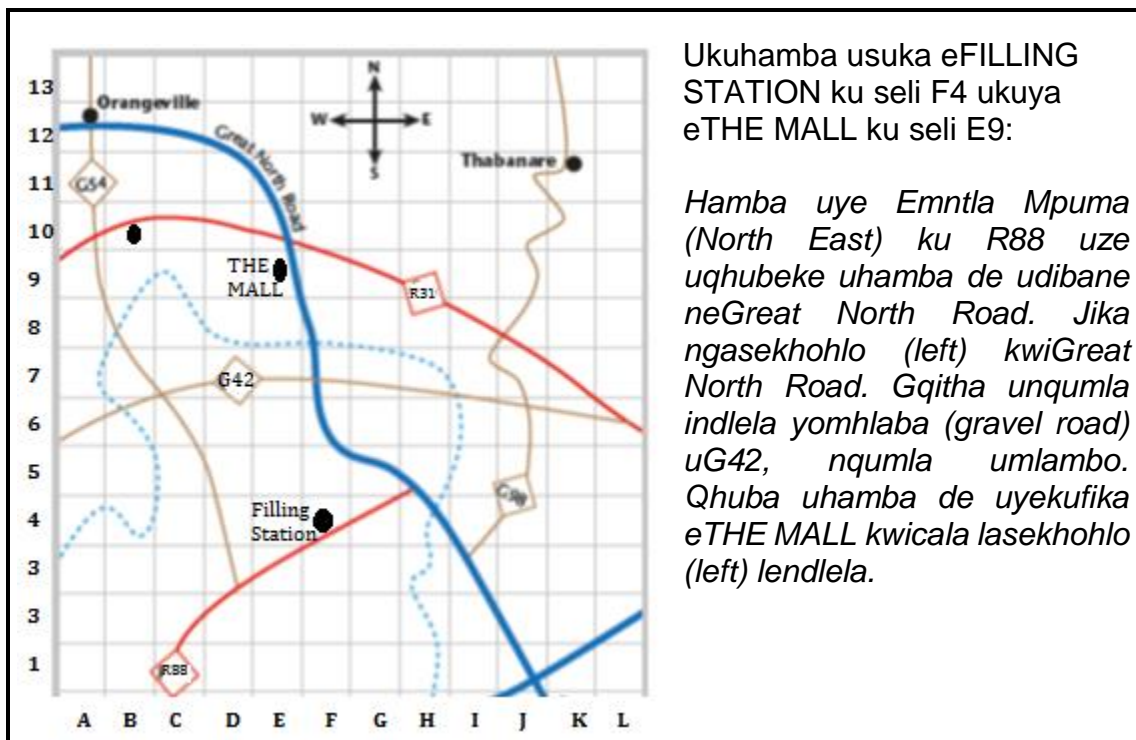 13
12
11
10
9
8
7
6
5
4
3
3
1
A B C D E F G H I J K L
Orangeville
Great North Road
N
W E
S
Thabanare
G54
THE
MALL
R31
G42
Filling
Station
G98
R88
Ukuhamba usuka eFILLING
STATION ku seli F4 ukuya
eTHE MALL ku seli E9:
Hamba uye Emntla Mpuma
(North East) ku R88 uze
uqhubeke uhamba de udibane
neGreat North Road. Jika
ngasekhohlo (left) kwiGreat
North Road. Gqitha unqumla
indlela yomhlaba (gravel road)
uG42, nqumla umlambo.
Qhuba uhamba de uyekufika
eTHE MALL kwicala lasekhohlo
(left) lendlela.